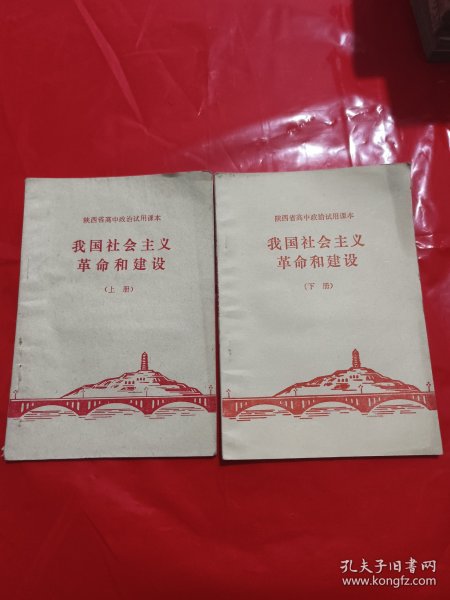 陕西省高中政治试用课本
我国社会主义
革命和建设
(上册)
陕西省高中政治试用课本
我国社会主义
革命和建设
(下册)
孔夫子旧书网
www.kongfz.com